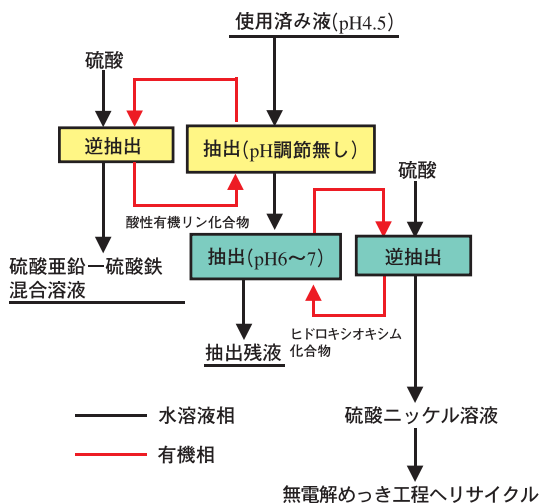 使用済み液(pH4.5)
硫酸
逆抽出
抽出(pH調節無し)
硫酸
酸性有機リン化合物
抽出(pH6〜7)
逆抽出
硫酸亜鉛ー硫酸鉄
混合溶液
ヒドロキシオキシム
化合物
抽出残液
水溶液相
硫酸ニッケル溶液
有機相
無電解めっき工程へリサイクル